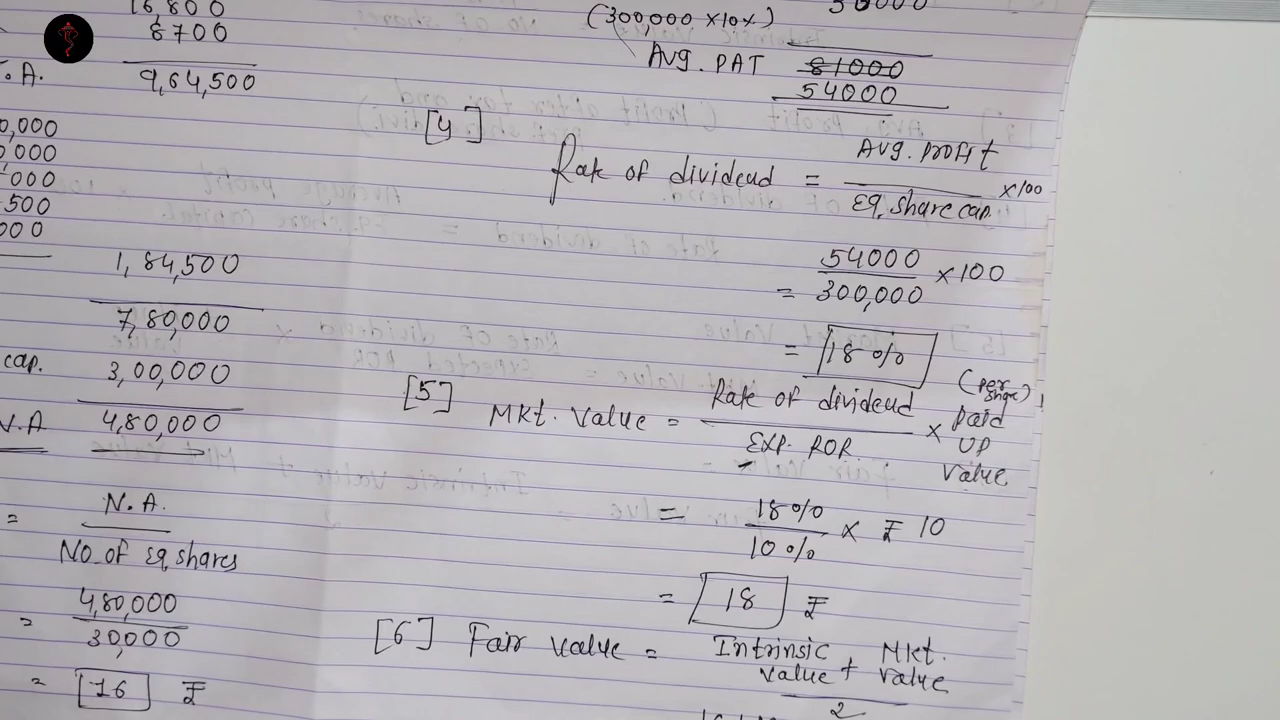 16,800
8700
9,64,500
0,000
0,000
,000
500
000
1,84,500
7,80,000
cap. 3,00,000
4,80,000
= N.A.
No. of Eq shares
= 4,80,000
30,000
= 16 ₹
(300,000 x10%)
Avg. PAT 81000
54000
[4]
Rate of dividend = Avg. Profit x100
Eq. share cap.
= 54000 x 100
300,000
= 18%
[5] Mkt. Value = Rate of dividend x Paid UP Value (per share)
EXP. ROR.
= 18% x ₹ 10
10%
= 18 ₹
[6] Fair Value = Intrinsic Value + Mkt. Value
2